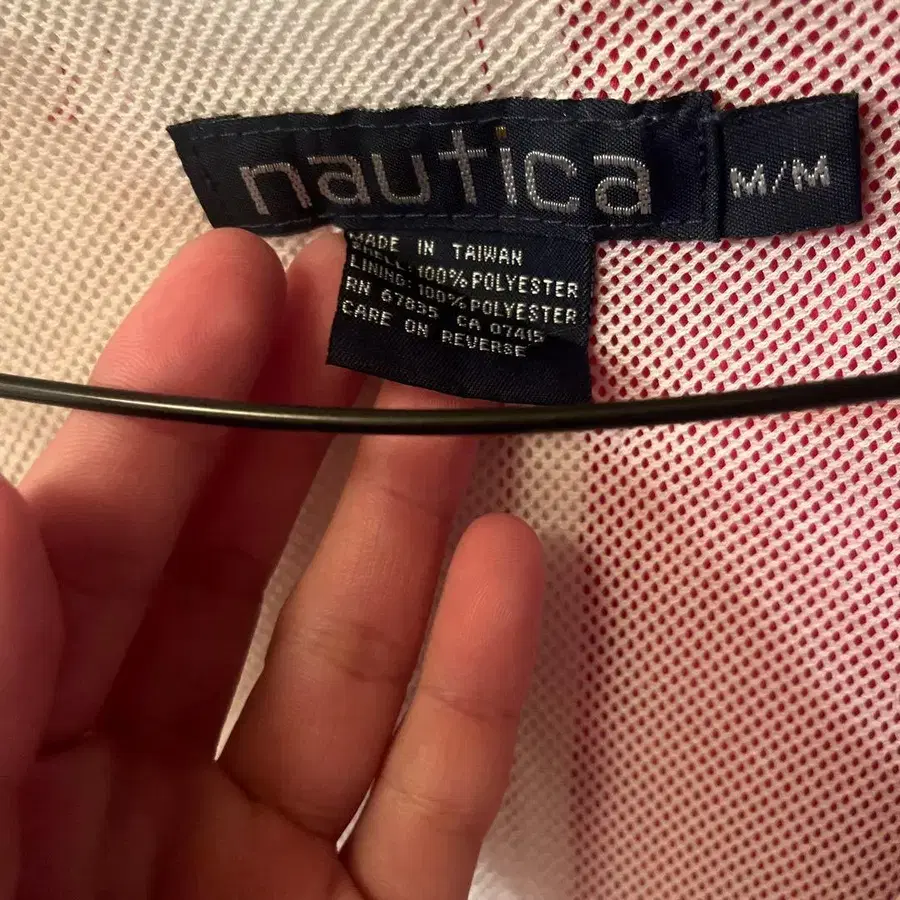 nautica
M/M
MADE IN TAIWAN
SHELL: 100% POLYESTER
LINING: 100% POLYESTER
RN 67835 CA 07415
CARE ON REVERSE